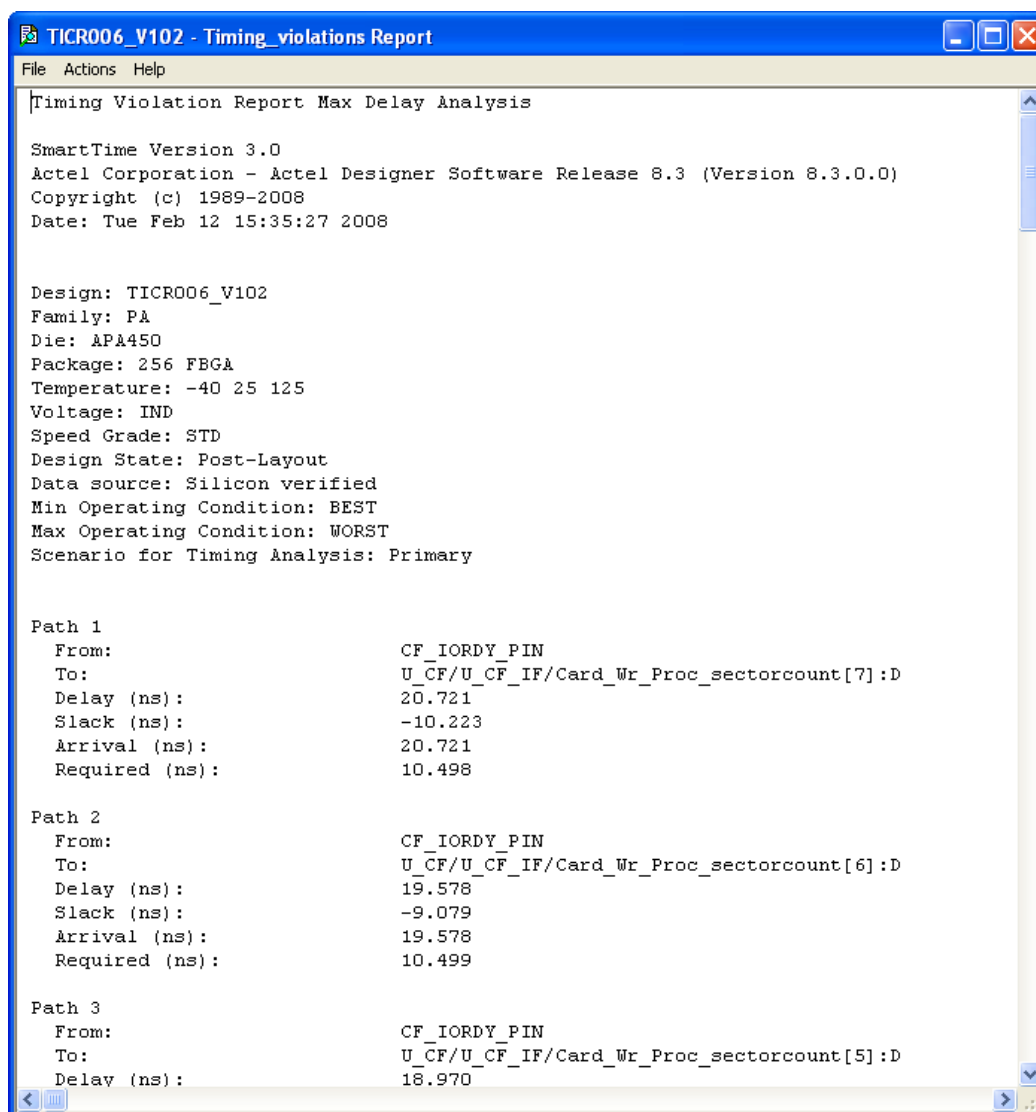 TICR006_V102 - Timing_violations Report
File Actions Help
Timing Violation Report Max Delay Analysis
SmartTime Version 3.0
Actel Corporation - Actel Designer Software Release 8.3 (Version 8.3.0.0)
Copyright (c) 1989-2008
Date: Tue Feb 12 15:35:27 2008
Design: TICR006_V102
Family: PA
Die: APA450
Package: 256 FBGA
Temperature: -40 25 125
Voltage: IND
Speed Grade: STD
Design State: Post-Layout
Data source: Silicon verified
Min Operating Condition: BEST
Max Operating Condition: WORST
Scenario for Timing Analysis: Primary
Path 1
From: CF_IORDY_PIN
To: U_CF/U_CF_IF/Card_Wr_Proc_sectorcount[7]:D
Delay (ns): 20.721
Slack (ns): -10.223
Arrival (ns): 20.721
Required (ns): 10.498
Path 2
From: CF_IORDY_PIN
To: U_CF/U_CF_IF/Card_Wr_Proc_sectorcount[6]:D
Delay (ns): 19.578
Slack (ns): -9.079
Arrival (ns): 19.578
Required (ns): 10.499
Path 3
From: CF_IORDY_PIN
To: U_CF/U_CF_IF/Card_Wr_Proc_sectorcount[5]:D
Delay (ns): 18.970